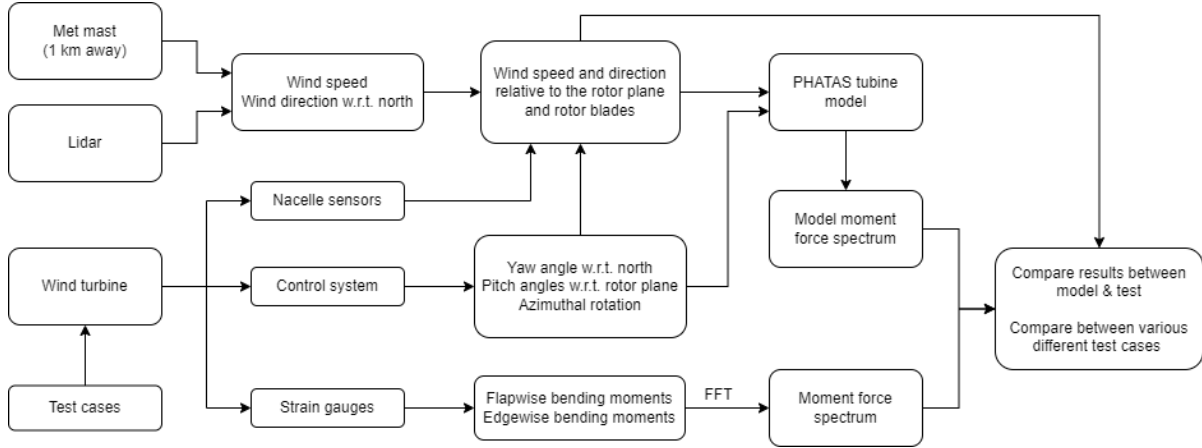 Met mast
(1 km away)
Lidar
Wind speed
Wind direction w.r.t. north
Wind speed and direction
relative to the rotor plane
and rotor blades
PHATAS tubine
model
Nacelle sensors
Model moment
force spectrum
Wind turbine
Control system
Yaw angle w.r.t. north
Pitch angles w.r.t. rotor plane
Azimuthal rotation
Compare results between
model & test
Compare between various
different test cases
Test cases
Strain gauges
Flapwise bending moments
Edgewise bending moments
FFT
Moment force
spectrum